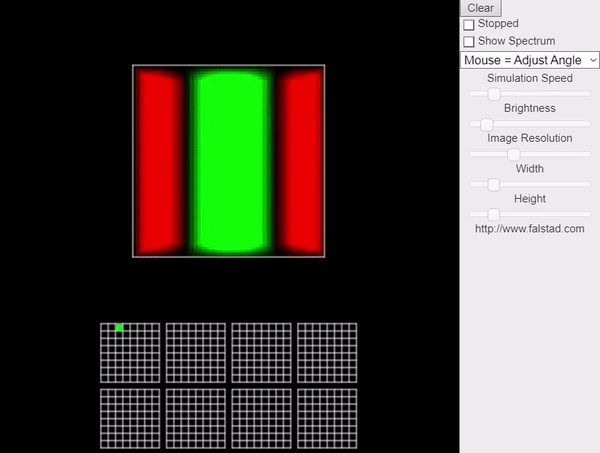 Clear
Stopped
Show Spectrum
Mouse = Adjust Angle
Simulation Speed
Brightness
Image Resolution
Width
Height
http://www.falstad.com